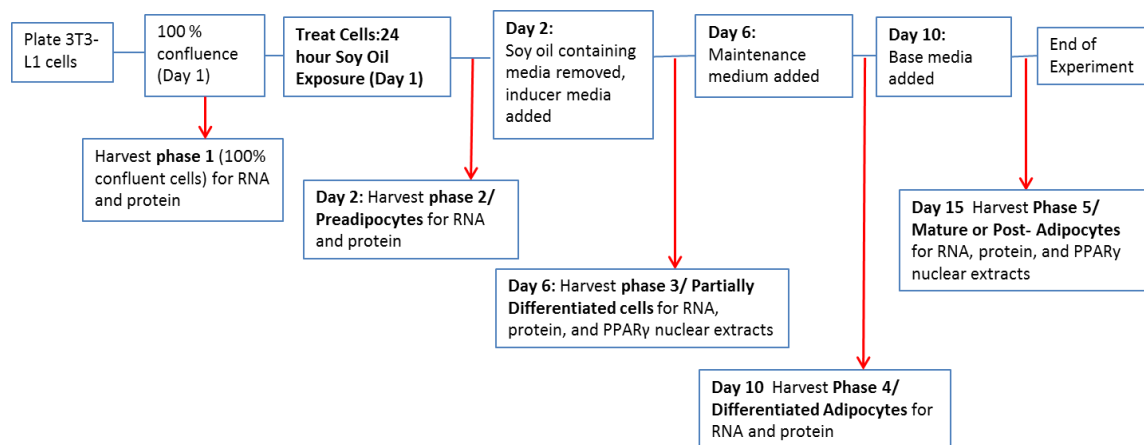 Plate 3T3-
L1 cells
100 %
confluence
(Day 1)
Treat Cells:24
hour Soy Oil
Exposure (Day 1)
Day 2:
Soy oil containing
media removed,
inducer media
added
Day 6:
Maintenance
medium added
Day 10:
Base media
added
End of
Experiment
Harvest phase 1 (100%
confluent cells) for RNA
and protein
Day 2: Harvest phase 2/
Preadipocytes for RNA
and protein
Day 6: Harvest phase 3/ Partially
Differentiated cells for RNA,
protein, and PPARγ nuclear extracts
Day 10 Harvest Phase 4/
Differentiated Adipocytes for
RNA and protein
Day 15 Harvest Phase 5/
Mature or Post- Adipocytes
for RNA, protein, and PPARγ
nuclear extracts